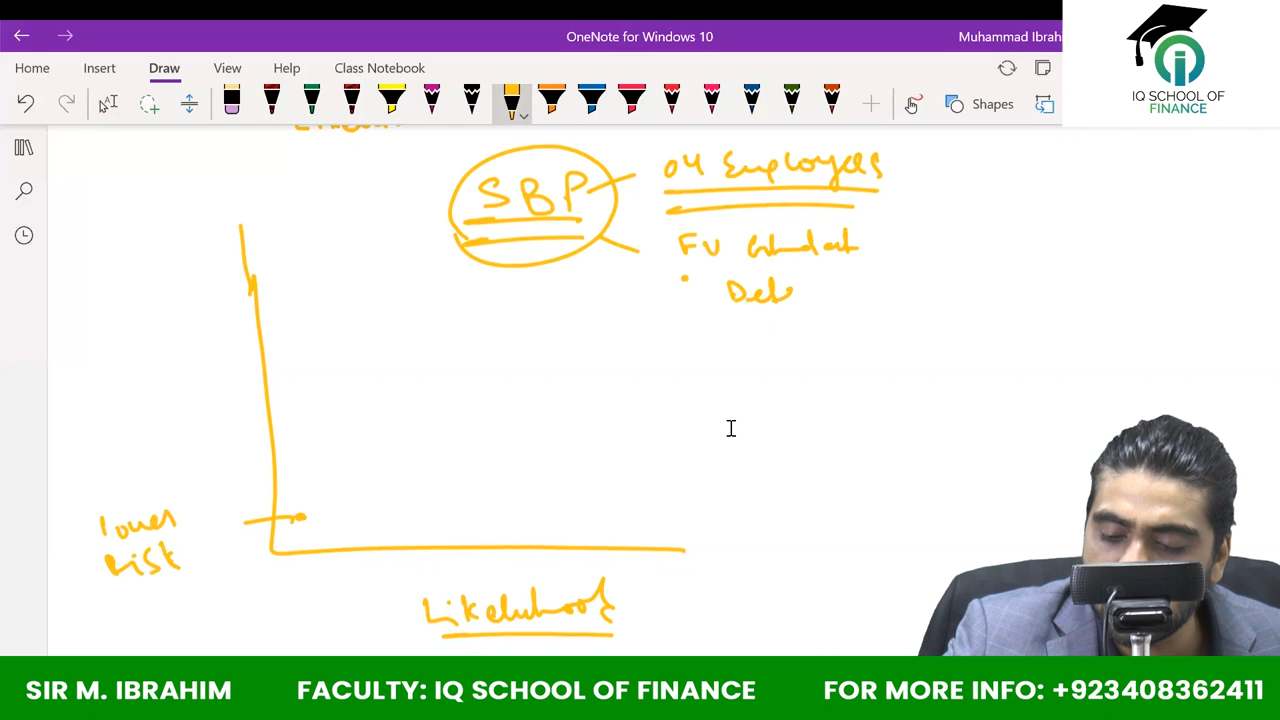 OneNote for Windows 10
Muhammad Ibrah
Home Insert Draw View Help Class Notebook
Shapes
IQ SCHOOL OF
FINANCE
SBP
04 Employees
FV
Deb
lower
Risk
Likelihood
SIR M. IBRAHIM FACULTY: IQ SCHOOL OF FINANCE FOR MORE INFO: +923408362411